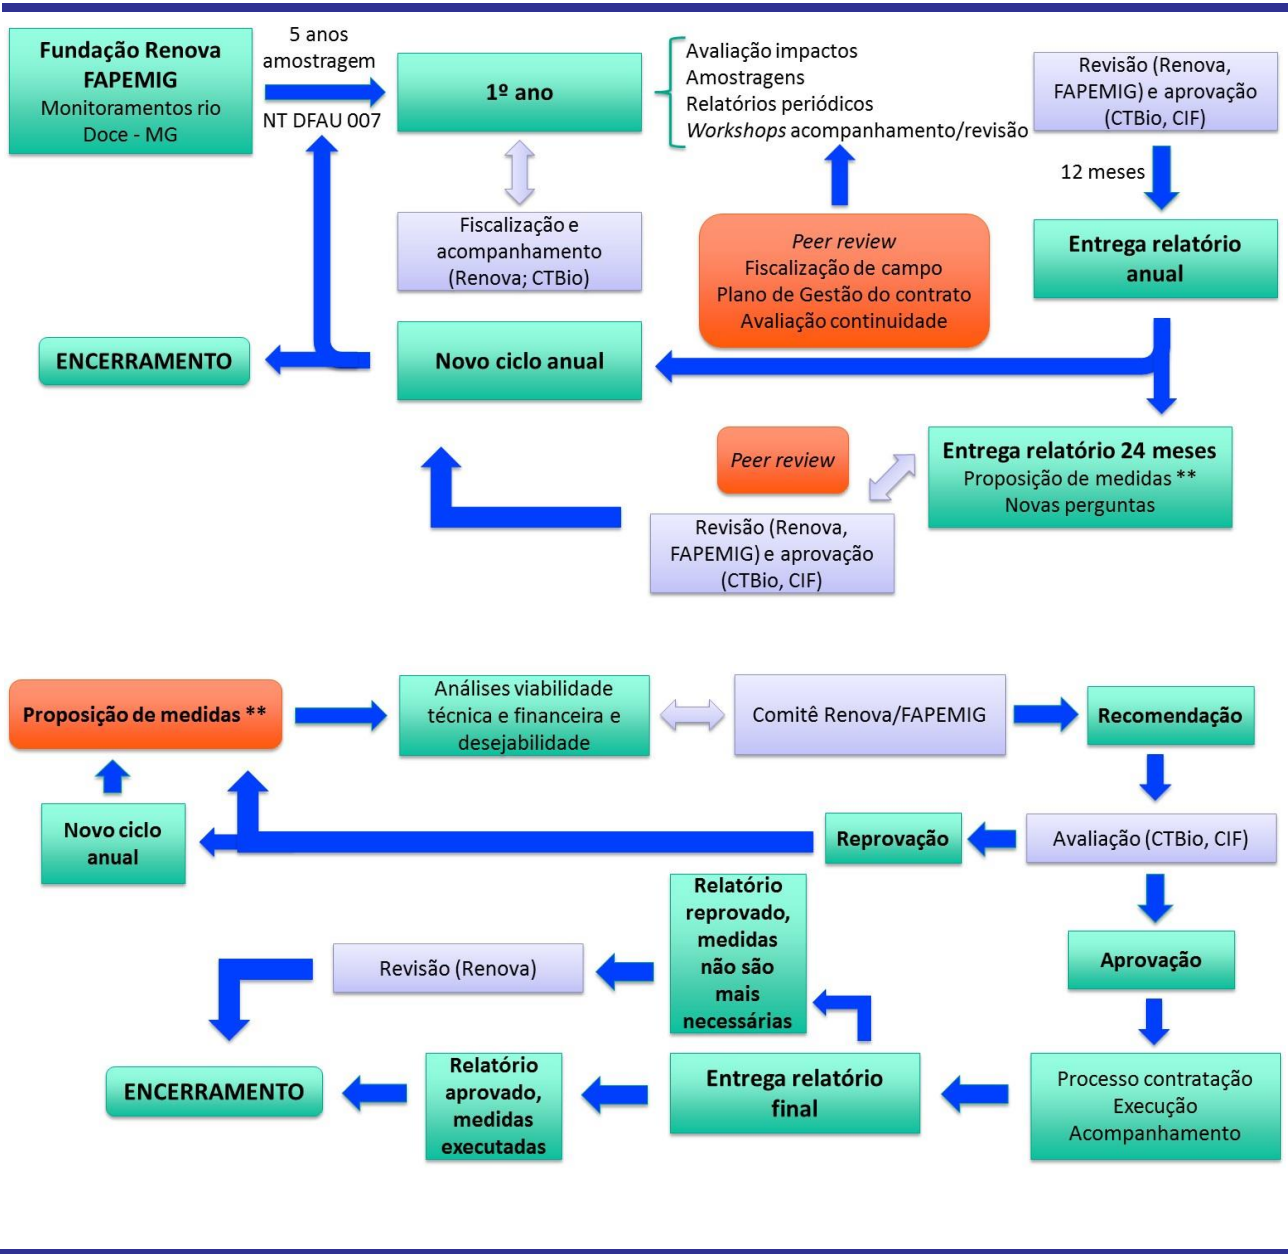 Fundação Renova
FAPEMIG
Monitoramentos rio
Doce - MG
5 anos
amostragem
NT DFAU 007
1º ano
Avaliação impactos
Amostragens
Relatórios periódicos
Workshops acompanhamento/revisão
Revisão (Renova,
FAPEMIG) e aprovação
(CTBio, CIF)
12 meses
Fiscalização e
acompanhamento
(Renova; CTBio)
Peer review
Fiscalização de campo
Plano de Gestão do contrato
Avaliação continuidade
Entrega relatório
anual
ENCERRAMENTO
Novo ciclo anual
Peer review
Entrega relatório 24 meses
Proposição de medidas **
Novas perguntas
Revisão (Renova,
FAPEMIG) e aprovação
(CTBio, CIF)
Proposição de medidas **
Análises viabilidade
técnica e financeira e
desejabilidade
Comitê Renova/FAPEMIG
Recomendação
Novo ciclo
anual
Reprovação
Avaliação (CTBio, CIF)
Relatório
reprovado,
medidas
não são
mais
necessárias
Revisão (Renova)
Aprovação
ENCERRAMENTO
Relatório
aprovado,
medidas
executadas
Entrega relatório
final
Processo contratação
Execução
Acompanhamento